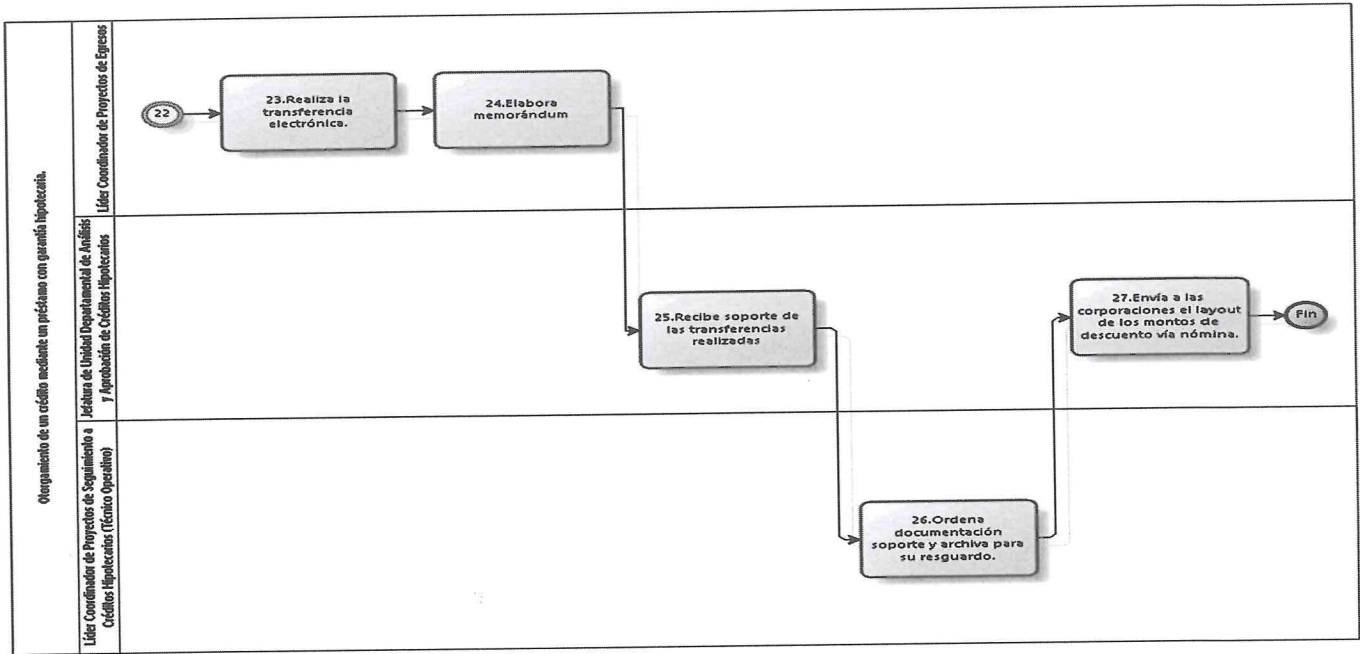 Otorgamiento de un crédito mediante un préstamo con garantía hipotecaria.
Líder Coordinador de Proyectos de Egresos
22
23.Realiza la
transferencia
electrónica.
24.Elabora
memorándum
Jefatura de Unidad Departamental de Análisis
y Aprobación de Créditos Hipotecarios
25.Recibe soporte de
las transferencias
realizadas
27.Envía a las
corporaciones el layout
de los montos de
descuento vía nómina.
Fin
Líder Coordinador de Proyectos de Seguimiento a
Créditos Hipotecarios (Técnico Operativo)
26.Ordena
documentación
soporte y archiva para
su resguardo.